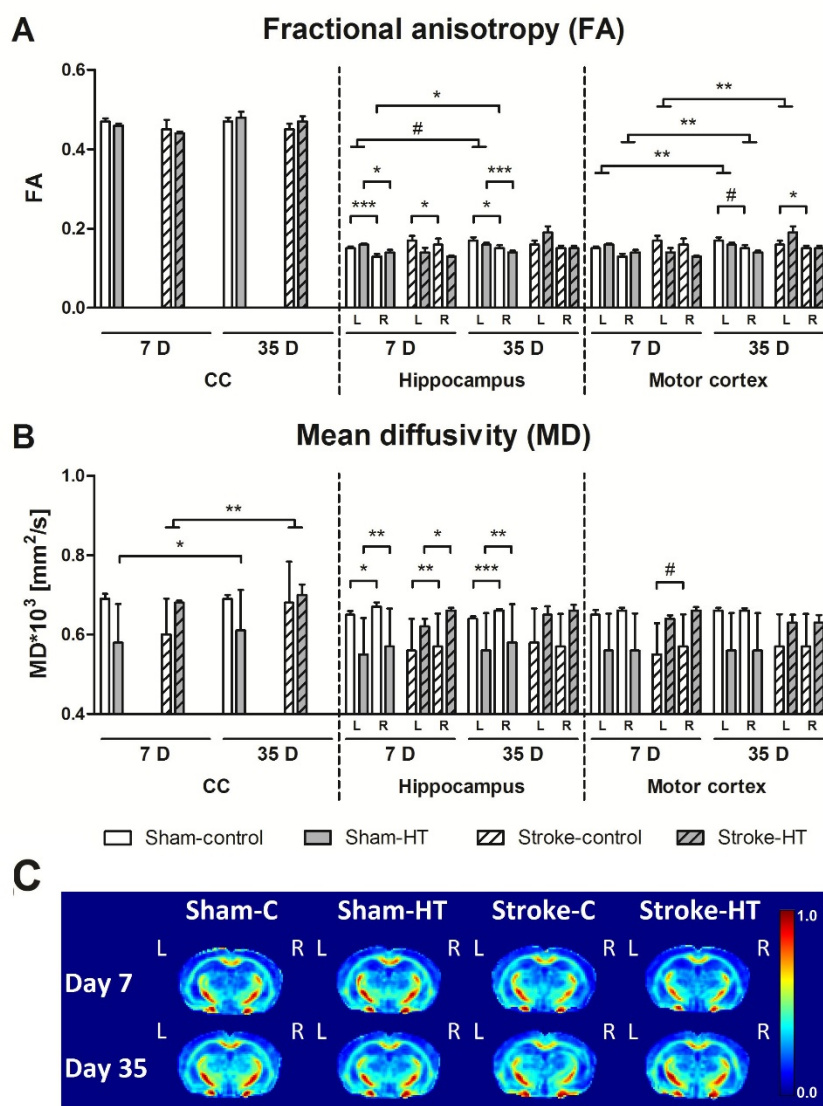 A Fractional anisotropy (FA)
0.6
0.4
0.2
0.0
FA
* # ** ** **
*** * * * *** # *
L R L R L R L R L R L R L R L R
7 D 35 D 7 D 35 D 7 D 35 D
CC Hippocampus Motor cortex
B Mean diffusivity (MD)
1.0
0.8
0.6
0.4
MD*10³ [mm²/s]
** *
* ** ** * *** ** #
L R L R L R L R L R L R L R L R
7 D 35 D 7 D 35 D 7 D 35 D
CC Hippocampus Motor cortex
Sham-control Sham-HT Stroke-control Stroke-HT
C
Sham-C Sham-HT Stroke-C Stroke-HT
1.0
L R L R L R L R
Day 7
L R L R L R L R
Day 35
0.0